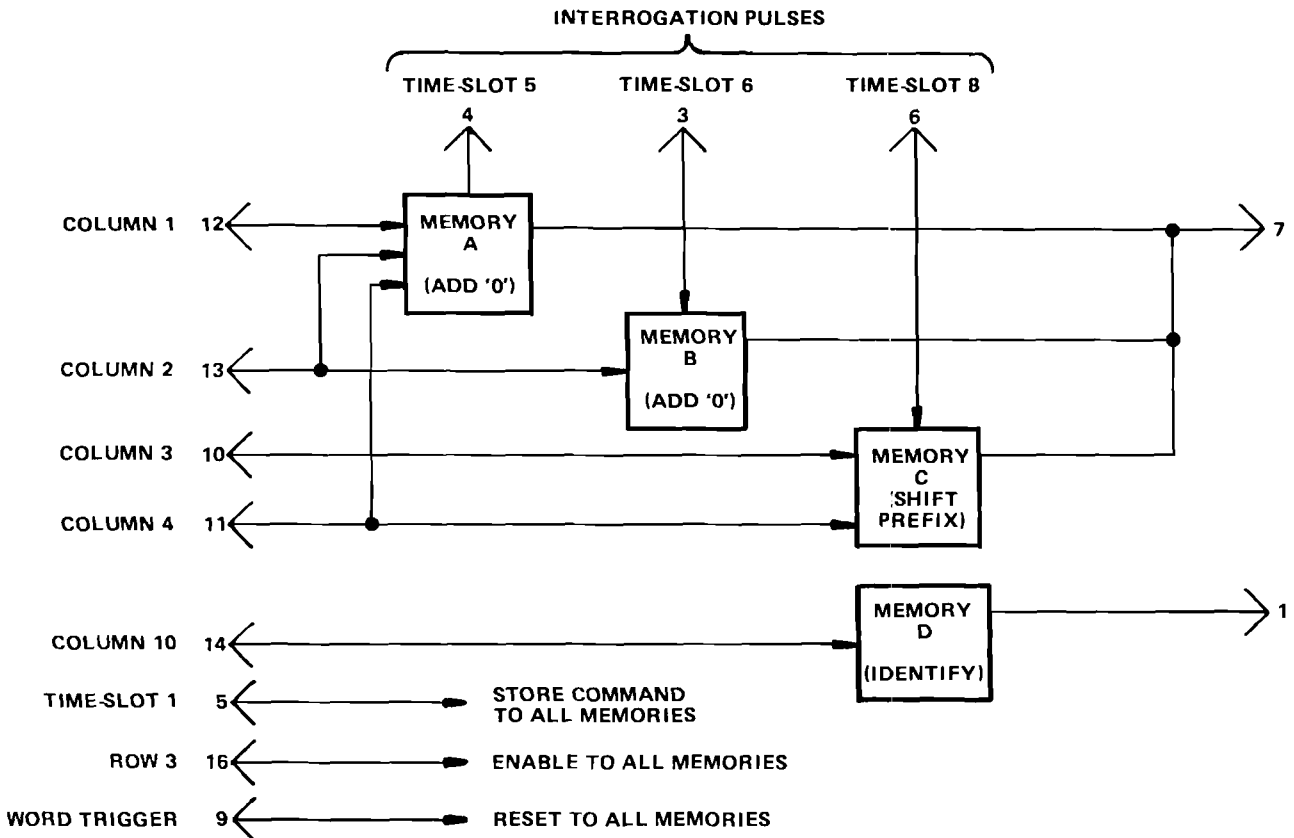 INTERROGATION PULSES
TIME-SLOT 5 TIME-SLOT 6 TIME-SLOT 8
4 3 6
COLUMN 1 12 MEMORY A (ADD '0') 7
COLUMN 2 13 MEMORY B (ADD '0')
COLUMN 3 10 MEMORY C (SHIFT PREFIX)
COLUMN 4 11
COLUMN 10 14 MEMORY D (IDENTIFY) 1
TIME-SLOT 1 5 STORE COMMAND
TO ALL MEMORIES
ROW 3 16 ENABLE TO ALL MEMORIES
WORD TRIGGER 9 RESET TO ALL MEMORIES